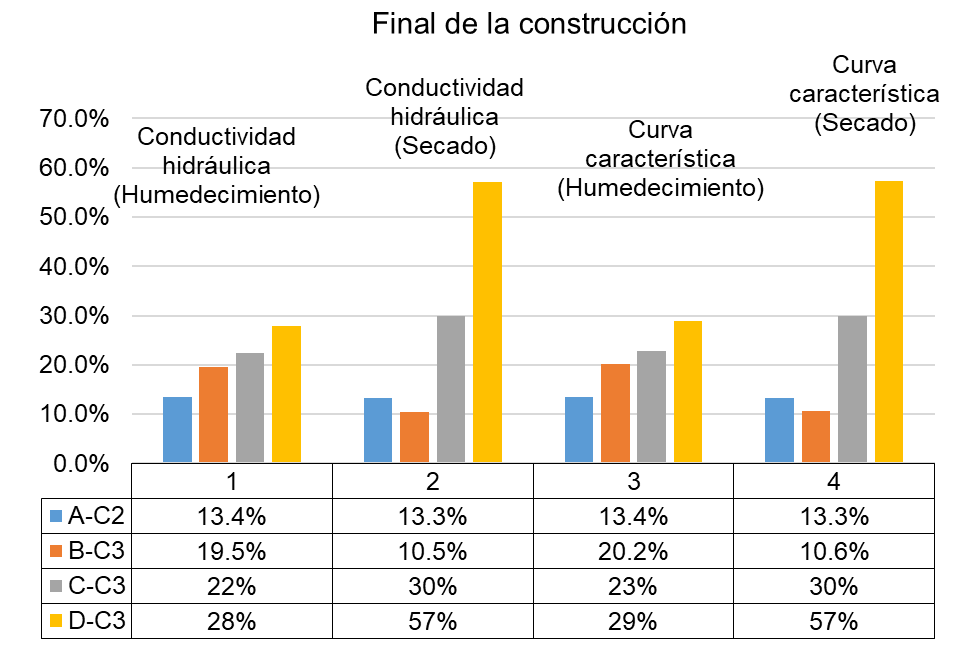 Final de la construcción
Conductividad
hidráulica
(Humedecimiento)
Conductividad
hidráulica
(Secado)
Curva
característica
(Humedecimiento)
Curva
característica
(Secado)
70.0%
60.0%
50.0%
40.0%
30.0%
20.0%
10.0%
0.0%
1 2 3 4
A-C2 13.4% 13.3% 13.4% 13.3%
B-C3 19.5% 10.5% 20.2% 10.6%
C-C3 22% 30% 23% 30%
D-C3 28% 57% 29% 57%